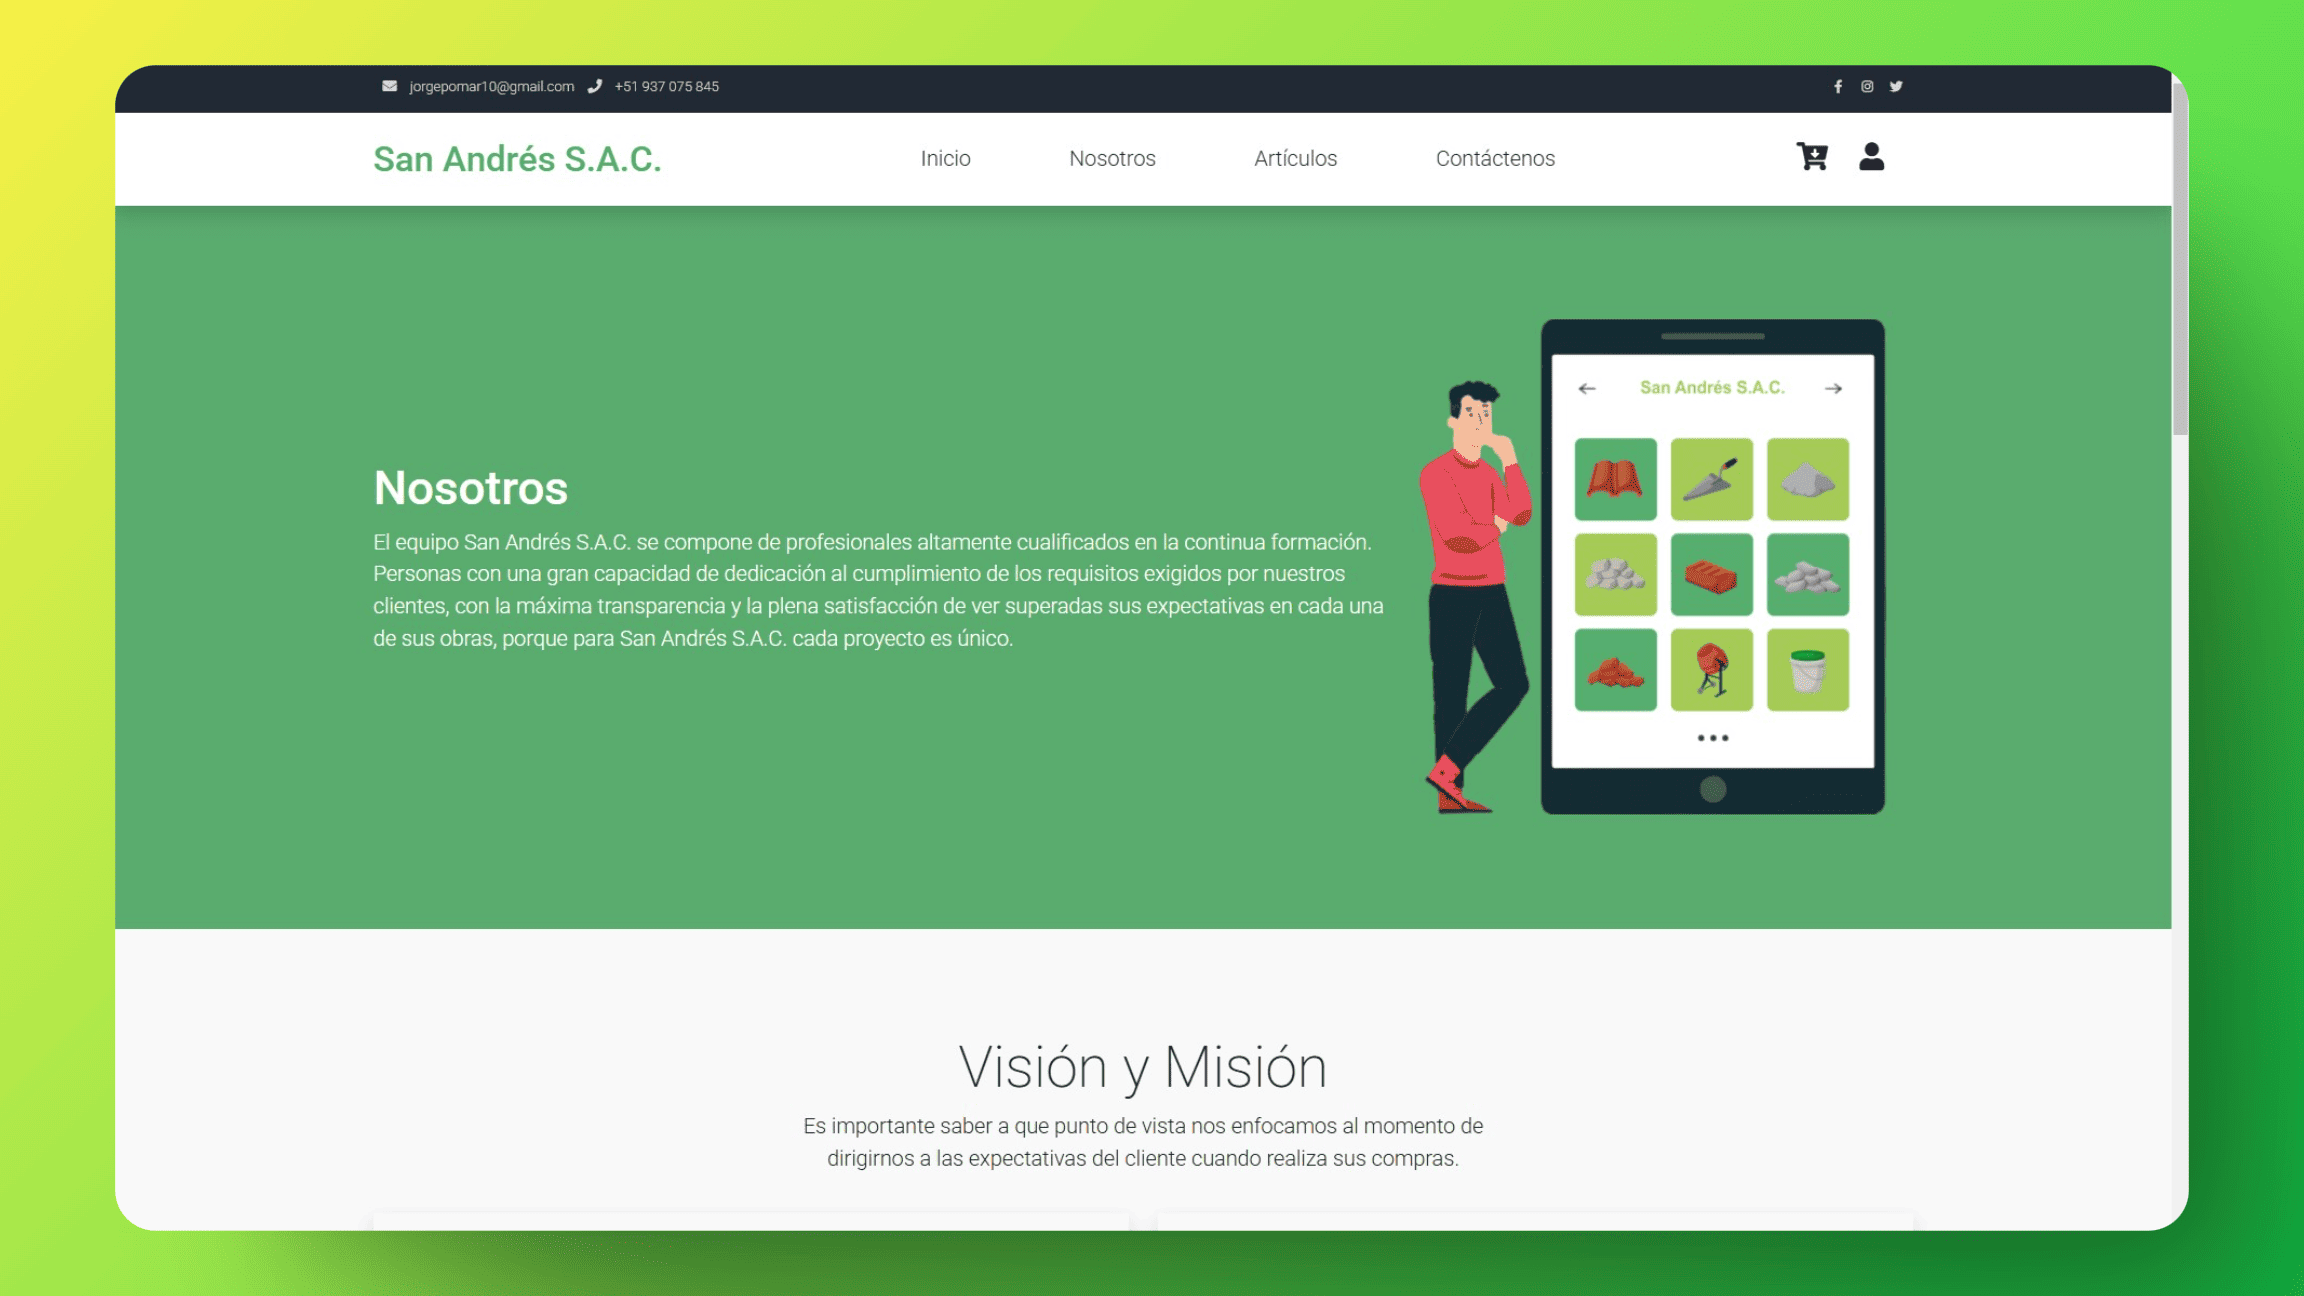 jorgepomar10@gmail.com +51 937 075 845
San Andrés S.A.C. Inicio Nosotros Artículos Contáctenos
San Andrés S.A.C.
Nosotros
El equipo San Andrés S.A.C. se compone de profesionales altamente cualificados en la continua formación.
Personas con una gran capacidad de dedicación al cumplimiento de los requisitos exigidos por nuestros
clientes, con la máxima transparencia y la plena satisfacción de ver superadas sus expectativas en cada una
de sus obras, porque para San Andrés S.A.C. cada proyecto es único.
Visión y Misión
Es importante saber a que punto de vista nos enfocamos al momento de
dirigirnos a las expectativas del cliente cuando realiza sus compras.